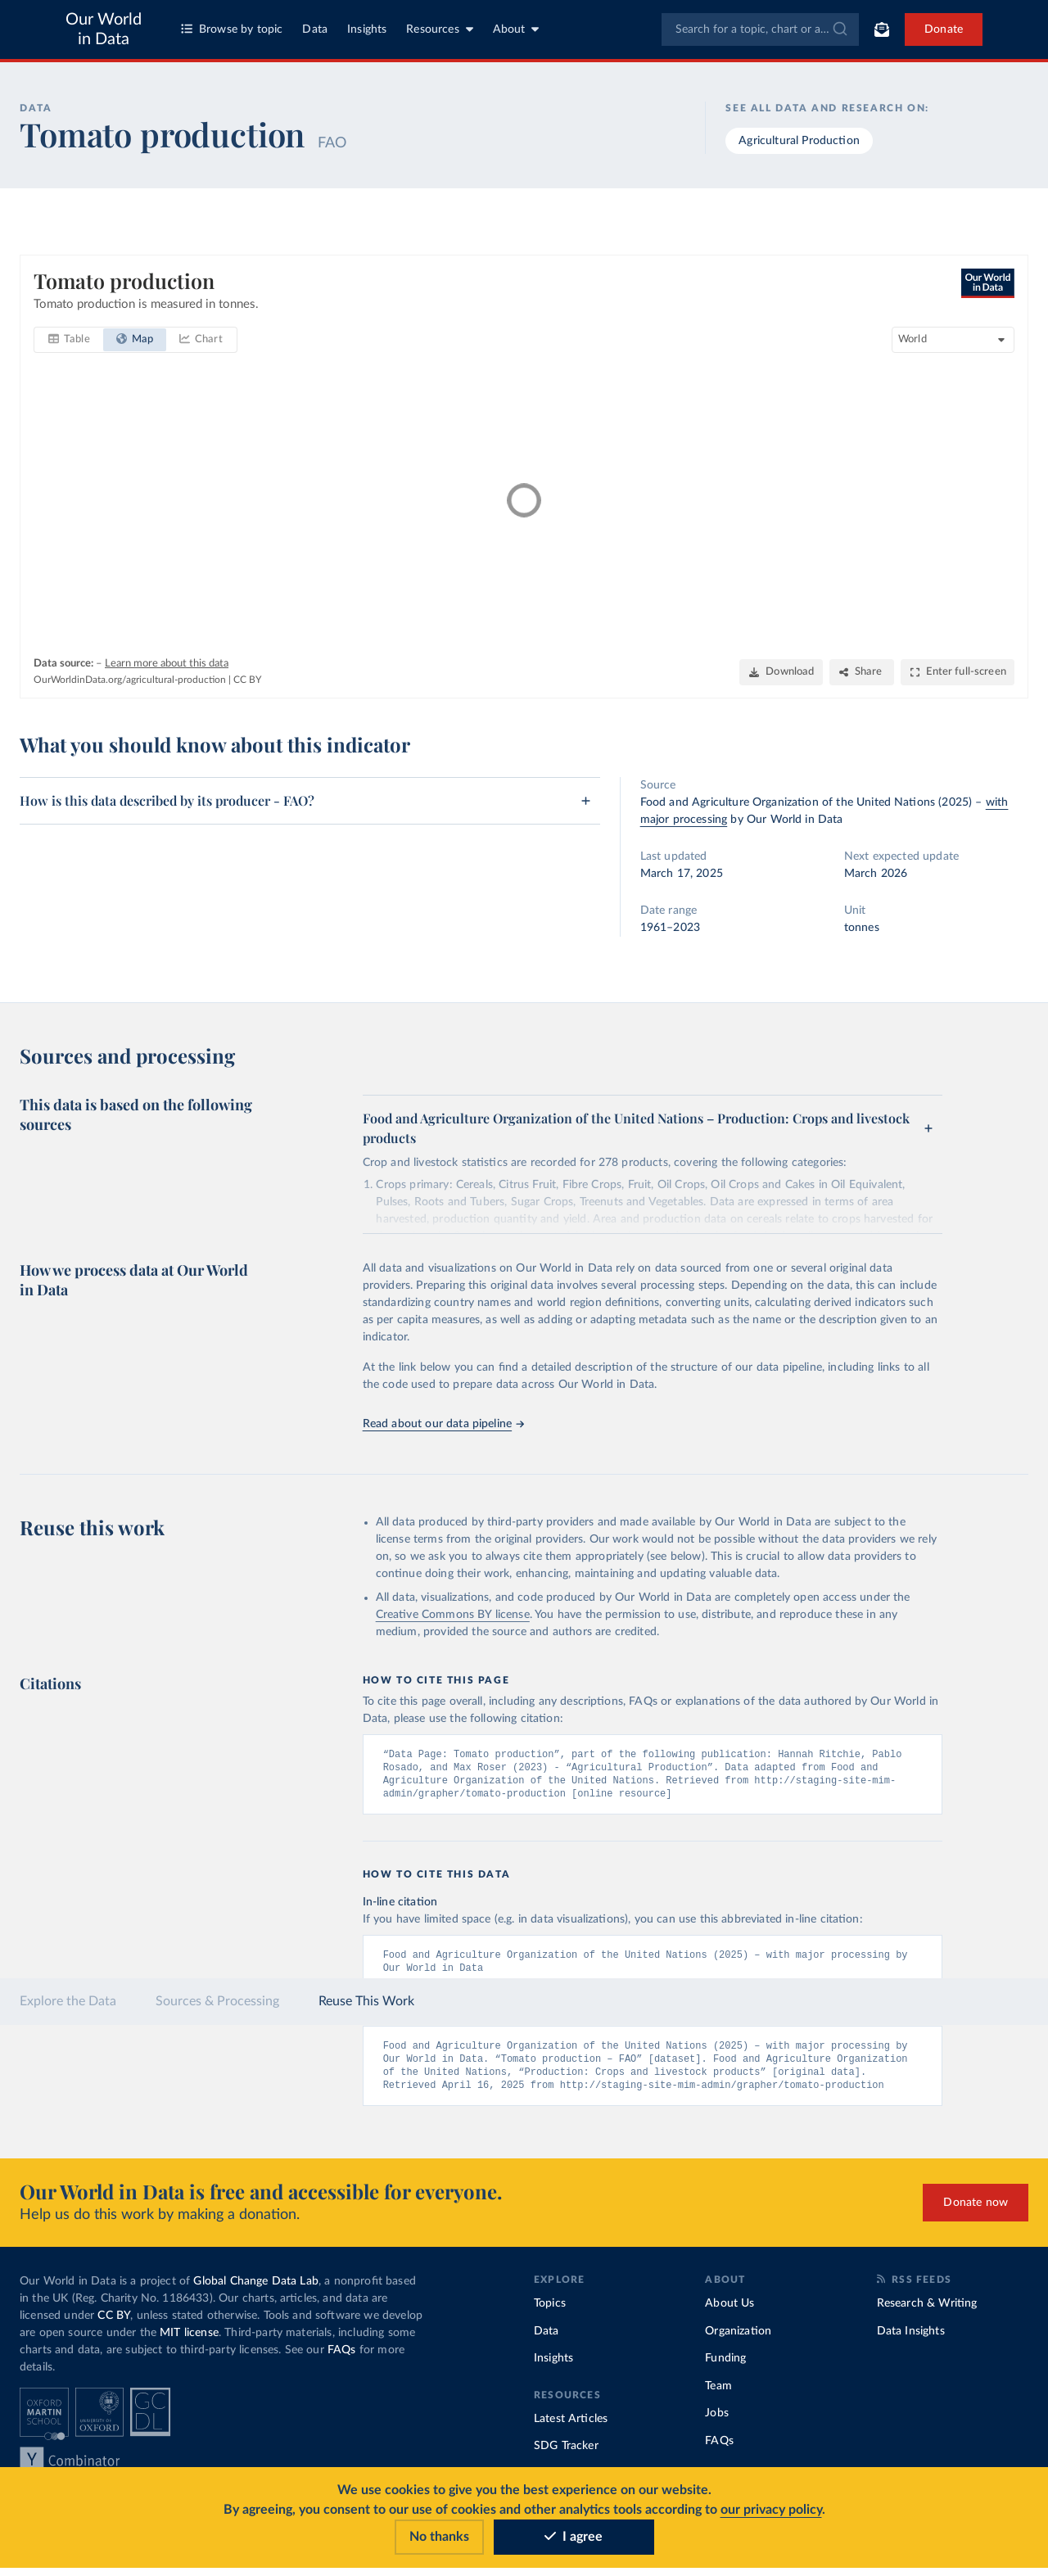 Our World
in Data
Browse by topic
Data
Insights
Resources
About
Search for a topic, chart or a...
Donate
DATA
Tomato production FAO
SEE ALL DATA AND RESEARCH ON:
Agricultural Production
Tomato production
Tomato production is measured in tonnes.
Our World
in Data
Table
Map
Chart
World
Data source: – Learn more about this data
OurWorldinData.org/agricultural-production | CC BY
Download
Share
Enter full-screen
What you should know about this indicator
How is this data described by its producer - FAO?
+
Source
Food and Agriculture Organization of the United Nations (2025) – with
major processing by Our World in Data
Last updated
March 17, 2025
Next expected update
March 2026
Date range
1961–2023
Unit
tonnes
Sources and processing
This data is based on the following
sources
Food and Agriculture Organization of the United Nations – Production: Crops and livestock
products
+
Crop and livestock statistics are recorded for 278 products, covering the following categories:
1. Crops primary: Cereals, Citrus Fruit, Fibre Crops, Fruit, Oil Crops, Oil Crops and Cakes in Oil Equivalent,
Pulses, Roots and Tubers, Sugar Crops, Treenuts and Vegetables. Data are expressed in terms of area
harvested, production quantity and yield. Area and production data on cereals relate to crops harvested for
How we process data at Our World
in Data
All data and visualizations on Our World in Data rely on data sourced from one or several original data
providers. Preparing this original data involves several processing steps. Depending on the data, this can include
standardizing country names and world region definitions, converting units, calculating derived indicators such
as per capita measures, as well as adding or adapting metadata such as the name or the description given to an
indicator.
At the link below you can find a detailed description of the structure of our data pipeline, including links to all
the code used to prepare data across Our World in Data.
Read about our data pipeline →
Reuse this work
• All data produced by third-party providers and made available by Our World in Data are subject to the
license terms from the original providers. Our work would not be possible without the data providers we rely
on, so we ask you to always cite them appropriately (see below). This is crucial to allow data providers to
continue doing their work, enhancing, maintaining and updating valuable data.
• All data, visualizations, and code produced by Our World in Data are completely open access under the
Creative Commons BY license. You have the permission to use, distribute, and reproduce these in any
medium, provided the source and authors are credited.
Citations
HOW TO CITE THIS PAGE
To cite this page overall, including any descriptions, FAQs or explanations of the data authored by Our World in
Data, please use the following citation:
“Data Page: Tomato production”, part of the following publication: Hannah Ritchie, Pablo
Rosado, and Max Roser (2023) - “Agricultural Production”. Data adapted from Food and
Agriculture Organization of the United Nations. Retrieved from http://staging-site-mim-
admin/grapher/tomato-production [online resource]
HOW TO CITE THIS DATA
In-line citation
If you have limited space (e.g. in data visualizations), you can use this abbreviated in-line citation:
Food and Agriculture Organization of the United Nations (2025) – with major processing by
Our World in Data
Explore the Data
Sources & Processing
Reuse This Work
Food and Agriculture Organization of the United Nations (2025) – with major processing by
Our World in Data. “Tomato production – FAO” [dataset]. Food and Agriculture Organization
of the United Nations, “Production: Crops and livestock products” [original data].
Retrieved April 16, 2025 from http://staging-site-mim-admin/grapher/tomato-production
Our World in Data is free and accessible for everyone.
Help us do this work by making a donation.
Donate now
Our World in Data is a project of Global Change Data Lab, a nonprofit based
in the UK (Reg. Charity No. 1186433). Our charts, articles, and data are
licensed under CC BY, unless stated otherwise. Tools and software we develop
are open source under the MIT license. Third-party materials, including some
charts and data, are subject to third-party licenses. See our FAQs for more
details.
OXFORD
MARTIN
SCHOOL
UNIVERSITY OF
OXFORD
GC
DL
Y Combinator
EXPLORE
Topics
Data
Insights
RESOURCES
Latest Articles
SDG Tracker
ABOUT
About Us
Organization
Funding
Team
Jobs
FAQs
RSS FEEDS
Research & Writing
Data Insights
We use cookies to give you the best experience on our website.
By agreeing, you consent to our use of cookies and other analytics tools according to our privacy policy.
No thanks
I agree